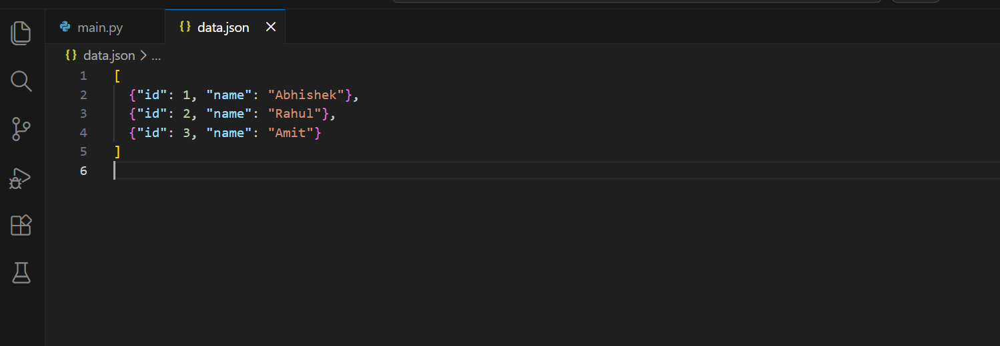 main.py
{} data.json ×
{} data.json > ...
1 [
2   {"id": 1, "name": "Abhishek"},
3   {"id": 2, "name": "Rahul"},
4   {"id": 3, "name": "Amit"}
5 ]
6